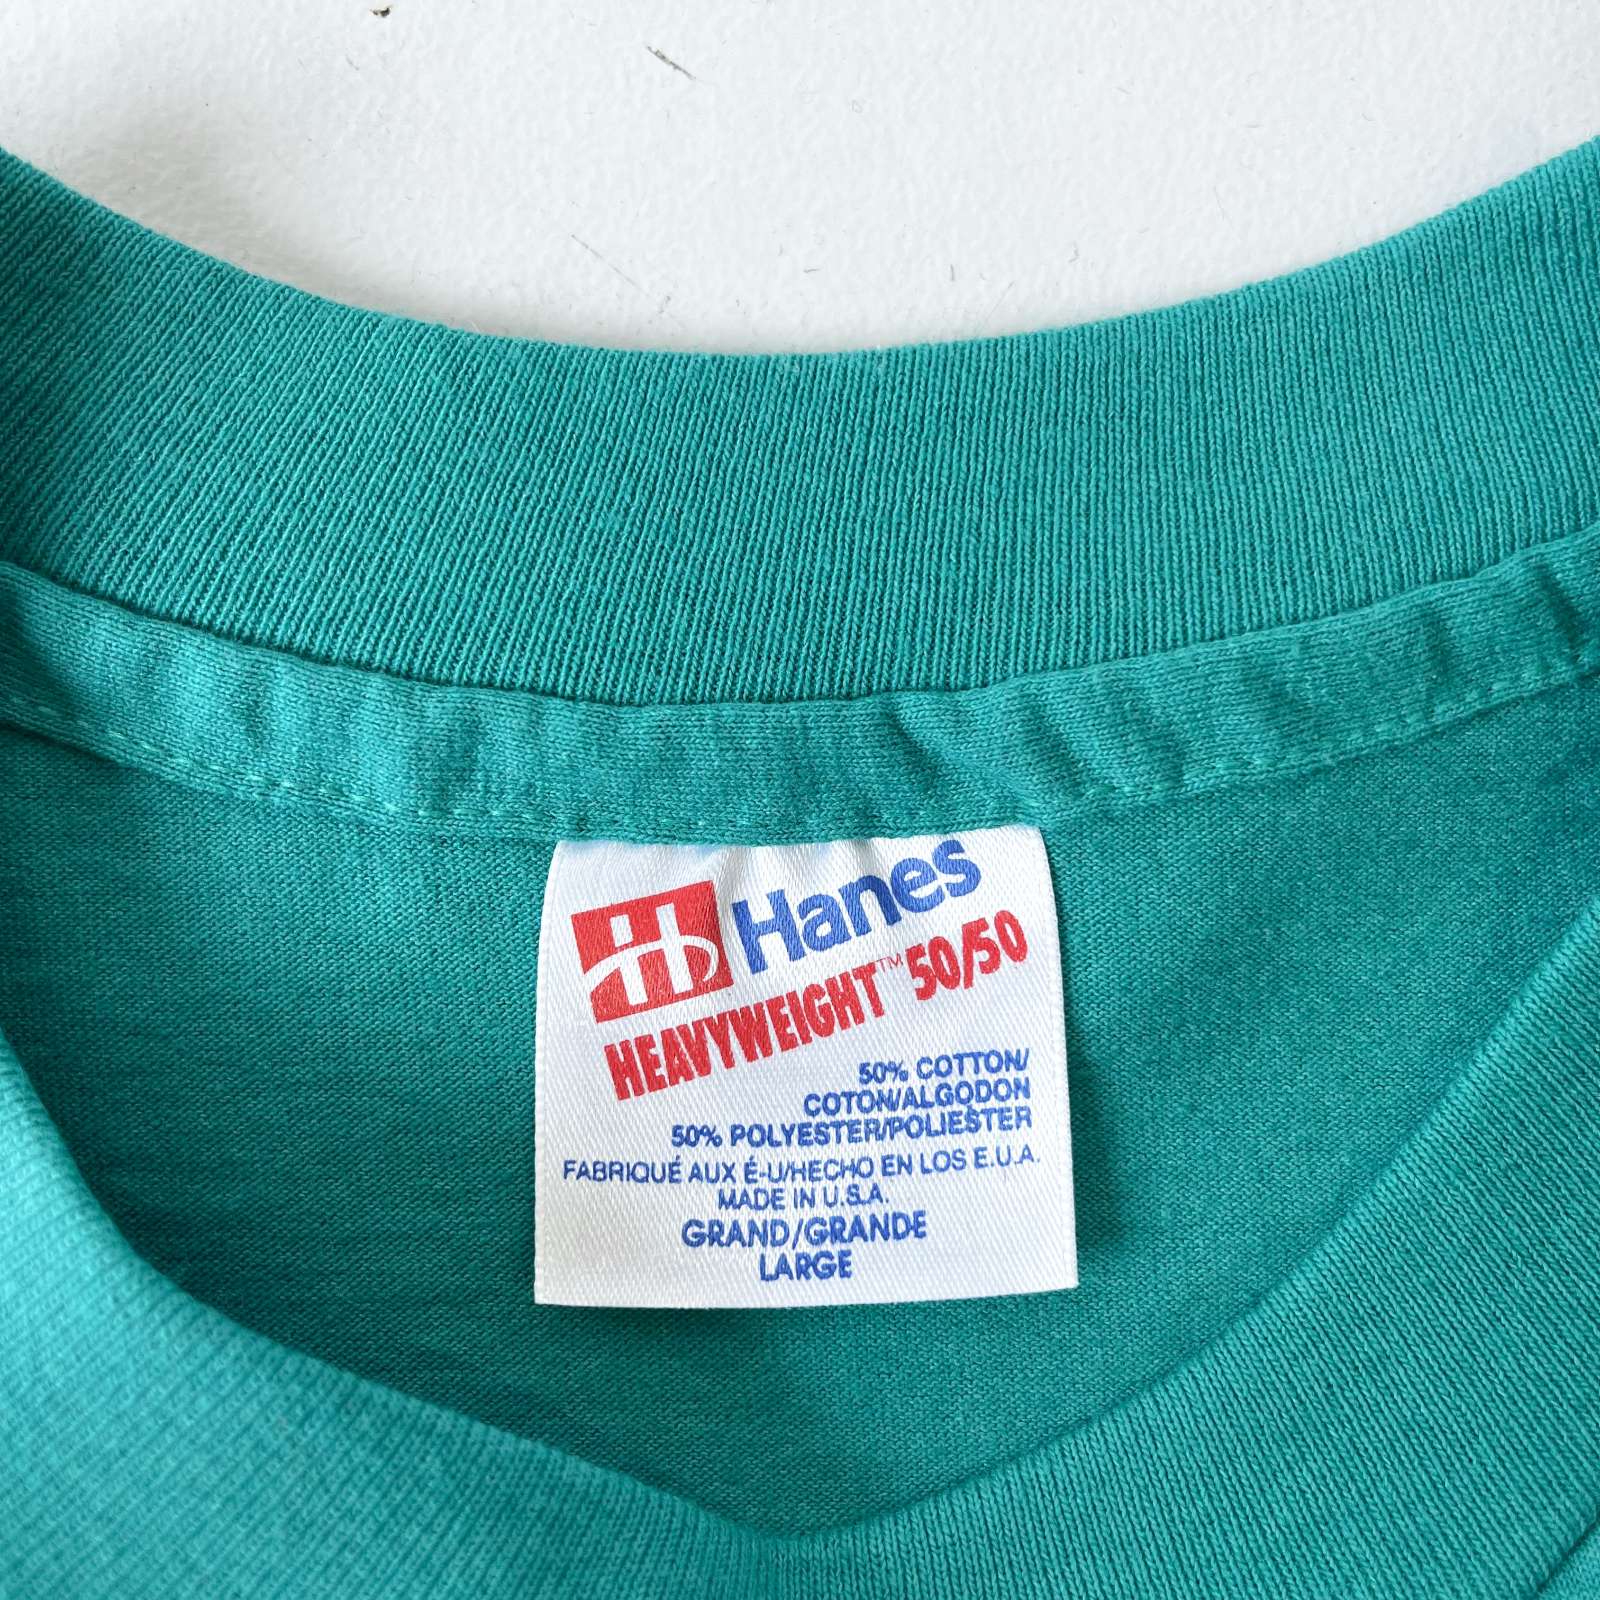 H Hanes
HEAVYWEIGHT™ 50/50
50% COTTON/
COTON/ALGODON
50% POLYESTER/POLIESTER
FABRIQUÉ AUX É-U/HECHO EN LOS E.U.A.
MADE IN U.S.A.
GRAND/GRANDE
LARGE